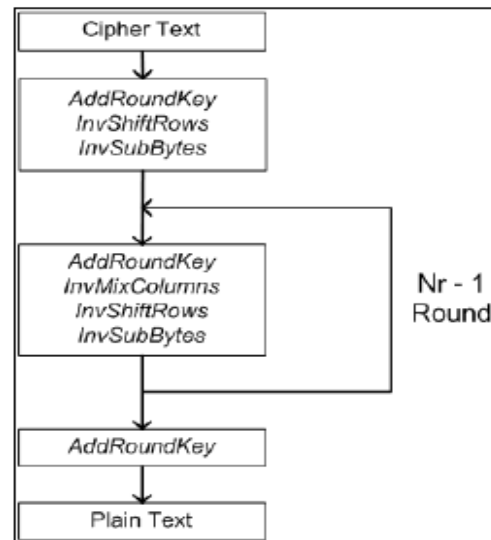 Cipher Text
AddRoundKey
InvShiftRows
InvSubBytes
AddRoundKey
InvMixColumns
InvShiftRows
InvSubBytes
Nr - 1
Round
AddRoundKey
Plain Text